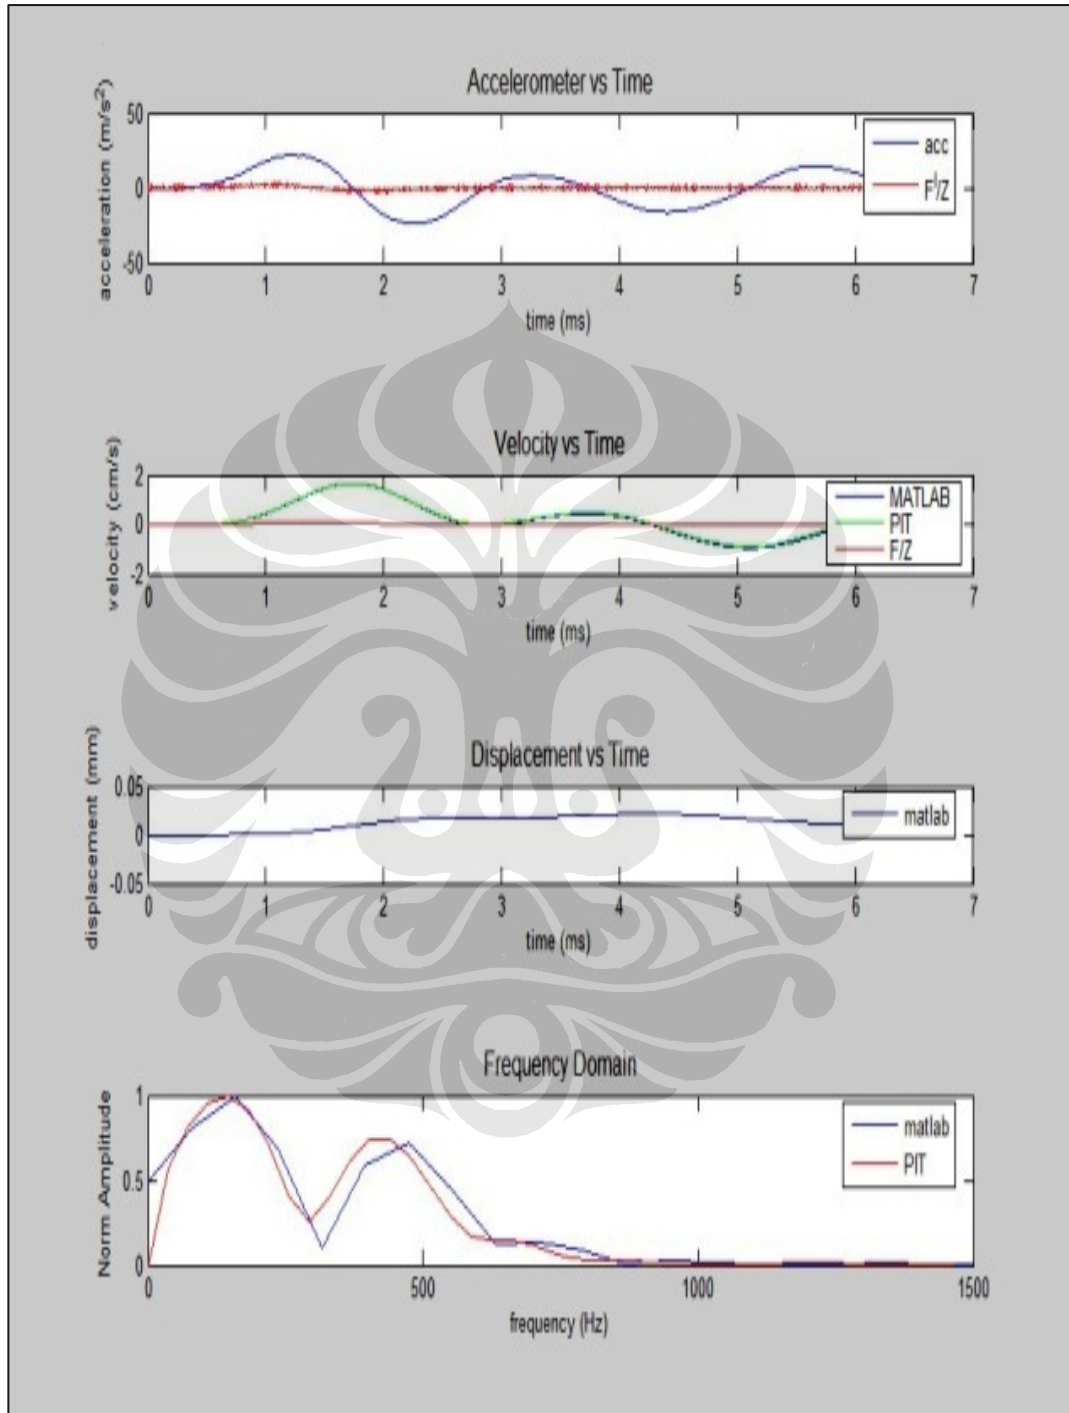 Accelerometer vs Time
acceleration (m/s²)
50
0
-50
acc
F'/Z
0 1 2 3 4 5 6 7
time (ms)
Velocity vs Time
velocity (cm/s)
2
0
-2
MATLAB
PIT
F/Z
0 1 2 3 4 5 6 7
time (ms)
Displacement vs Time
displacement (mm)
0.05
0
-0.05
matlab
0 1 2 3 4 5 6 7
time (ms)
Frequency Domain
Norm Amplitude
1
0.5
0
matlab
PIT
0 500 1000 1500
frequency (Hz)